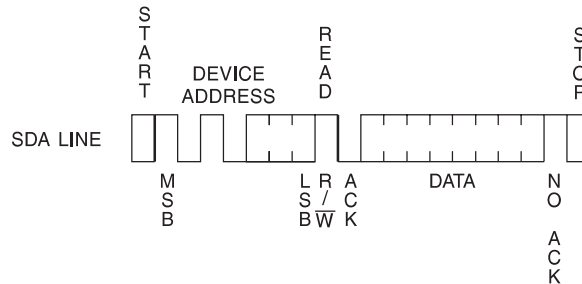 START
READ
STOP
DEVICE
ADDRESS
SDA LINE
MSB
LSB
R/W
ACK
DATA
NO ACK